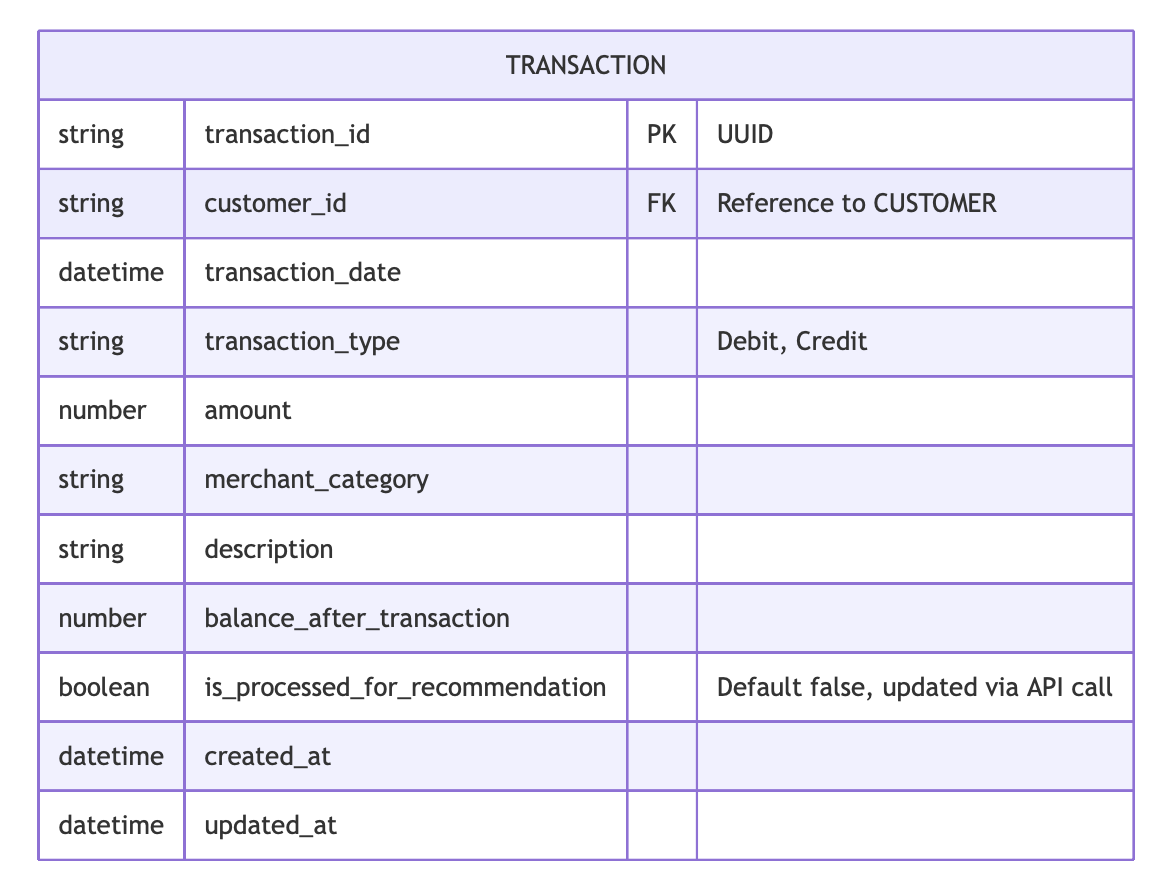 TRANSACTION
string transaction_id PK UUID
string customer_id FK Reference to CUSTOMER
datetime transaction_date
string transaction_type Debit, Credit
number amount
string merchant_category
string description
number balance_after_transaction
boolean is_processed_for_recommendation Default false, updated via API call
datetime created_at
datetime updated_at